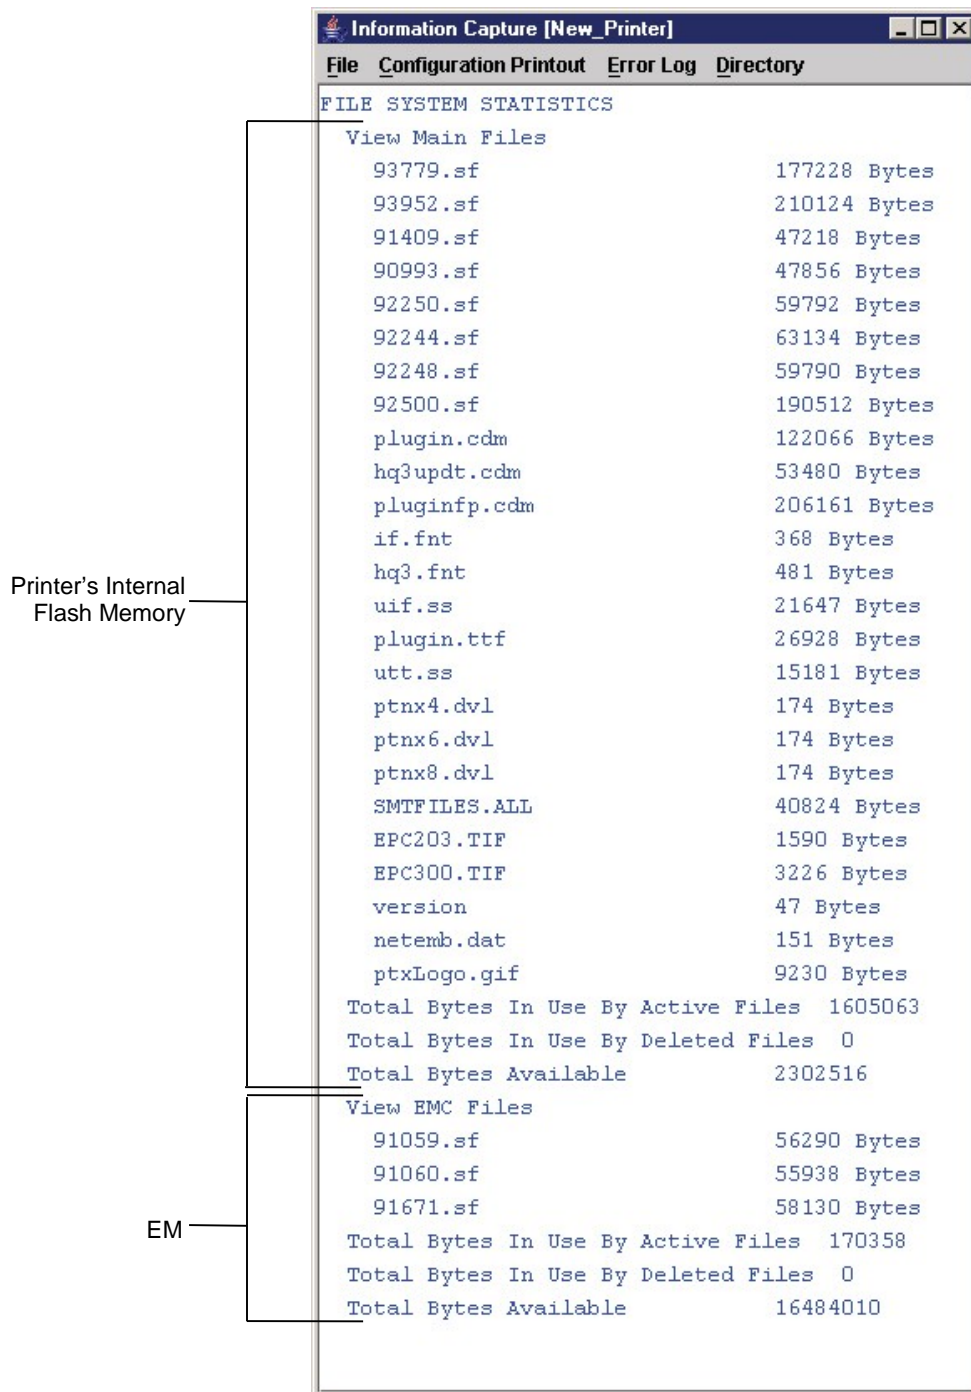 Information Capture [New_Printer]
File Configuration Printout Error Log Directory
FILE SYSTEM STATISTICS
View Main Files
93779.sf 177228 Bytes
93952.sf 210124 Bytes
91409.sf 47218 Bytes
90993.sf 47856 Bytes
92250.sf 59792 Bytes
92244.sf 63134 Bytes
92248.sf 59790 Bytes
92500.sf 190512 Bytes
plugin.cdm 122066 Bytes
hq3updt.cdm 53480 Bytes
pluginfp.cdm 206161 Bytes
if.fnt 368 Bytes
hq3.fnt 481 Bytes
uif.ss 21647 Bytes
plugin.ttf 26928 Bytes
utt.ss 15181 Bytes
ptnx4.dvl 174 Bytes
ptnx6.dvl 174 Bytes
ptnx8.dvl 174 Bytes
SMTFILES.ALL 40824 Bytes
EPC203.TIF 1590 Bytes
EPC300.TIF 3226 Bytes
version 47 Bytes
netemb.dat 151 Bytes
ptxLogo.gif 9230 Bytes
Total Bytes In Use By Active Files 1605063
Total Bytes In Use By Deleted Files 0
Total Bytes Available 2302516
View EMC Files
91059.sf 56290 Bytes
91060.sf 55938 Bytes
91671.sf 58130 Bytes
Total Bytes In Use By Active Files 170358
Total Bytes In Use By Deleted Files 0
Total Bytes Available 16484010
Printer's Internal
Flash Memory
EM